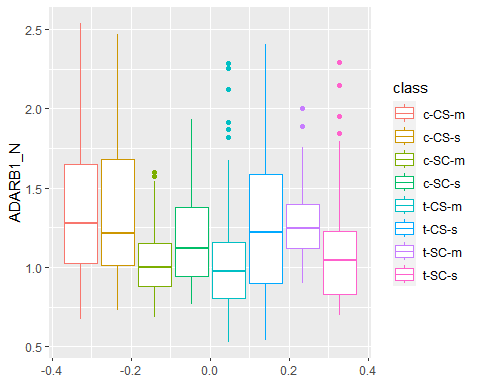 2.5
2.0
1.5
1.0
0.5
ADARB1_N
-0.4
-0.2
0.0
0.2
0.4
class
c-CS-m
c-CS-s
c-SC-m
c-SC-s
t-CS-m
t-CS-s
t-SC-m
t-SC-s